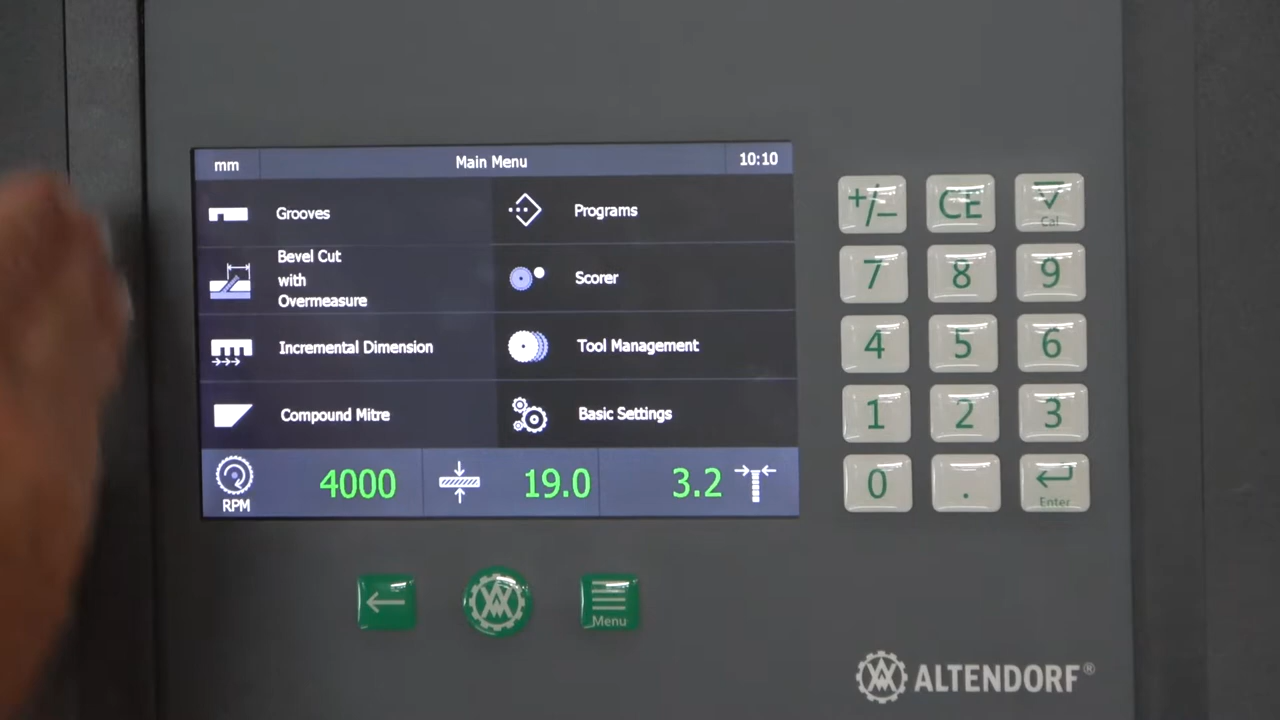 mm Main Menu 10:10
Grooves
Programs
Bevel Cut
with
Overmeasure
Scorer
Incremental Dimension
Tool Management
Compound Mitre
Basic Settings
RPM 4000 19.0 3.2
+/- CE Cal
7 8 9
4 5 6
1 2 3
0 . Enter
Menu
ALTENDORF®